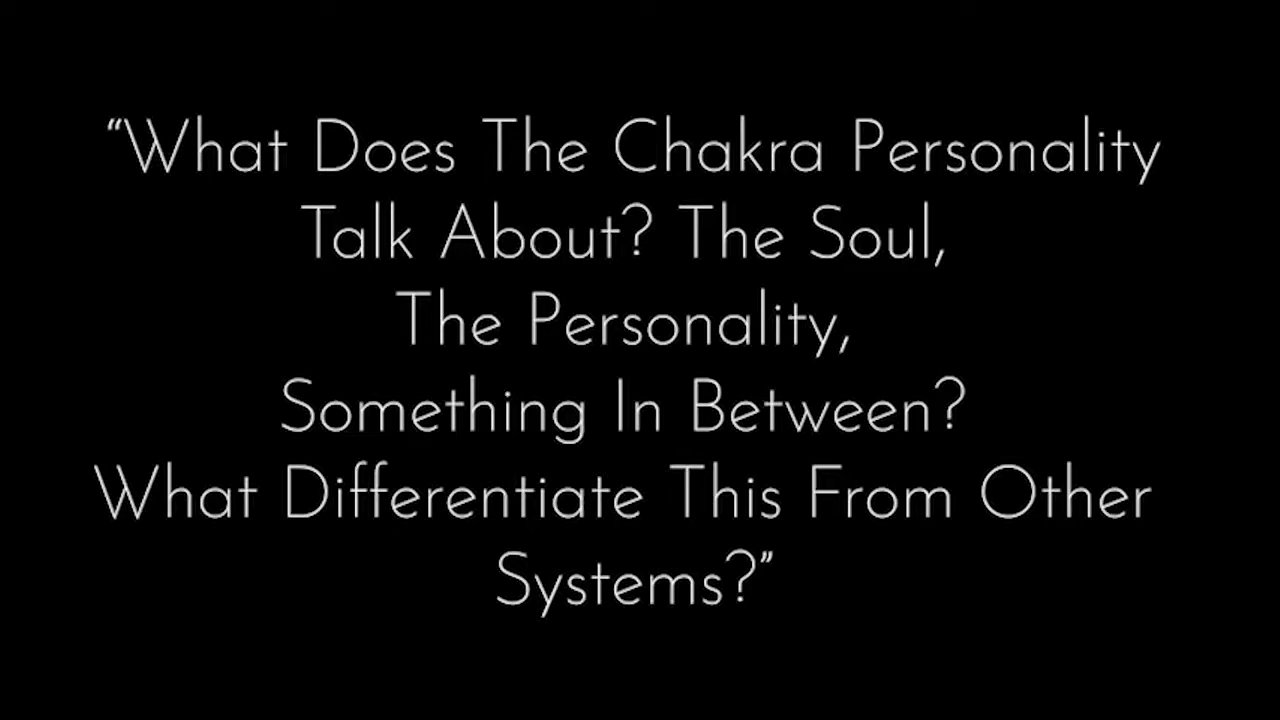 “What Does The Chakra Personality
Talk About? The Soul,
The Personality,
Something In Between?
What Differentiate This From Other
Systems?”